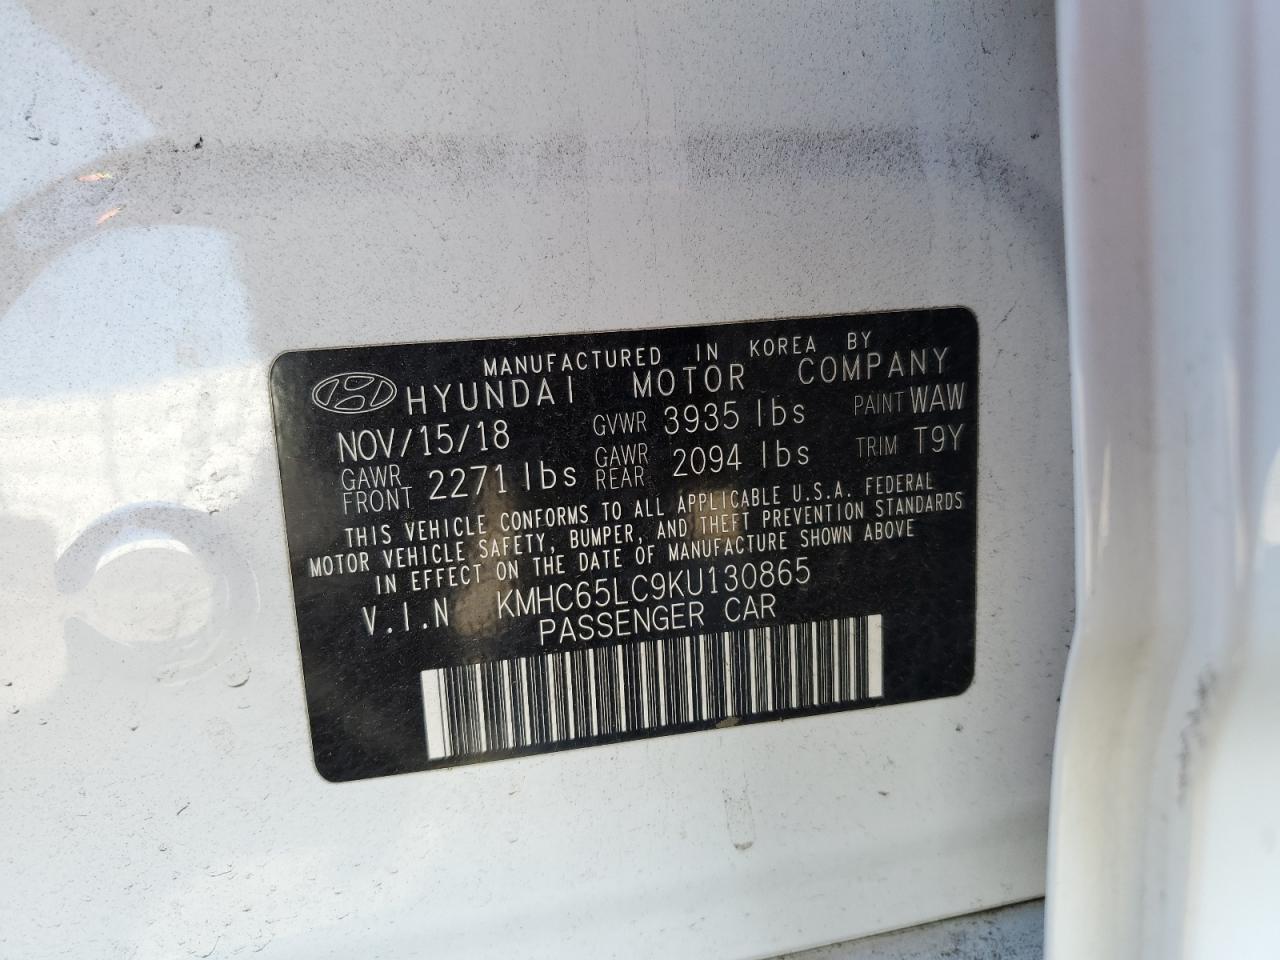 MANUFACTURED IN KOREA BY
HYUNDAI MOTOR COMPANY
NOV/15/18 GVWR 3935 lbs PAINT WAW
GAWR FRONT 2271 lbs GAWR REAR 2094 lbs TRIM T9Y
THIS VEHICLE CONFORMS TO ALL APPLICABLE U.S.A. FEDERAL
MOTOR VEHICLE SAFETY, BUMPER, AND THEFT PREVENTION STANDARDS
IN EFFECT ON THE DATE OF MANUFACTURE SHOWN ABOVE
V.I.N KMHC65LC9KU130865
PASSENGER CAR